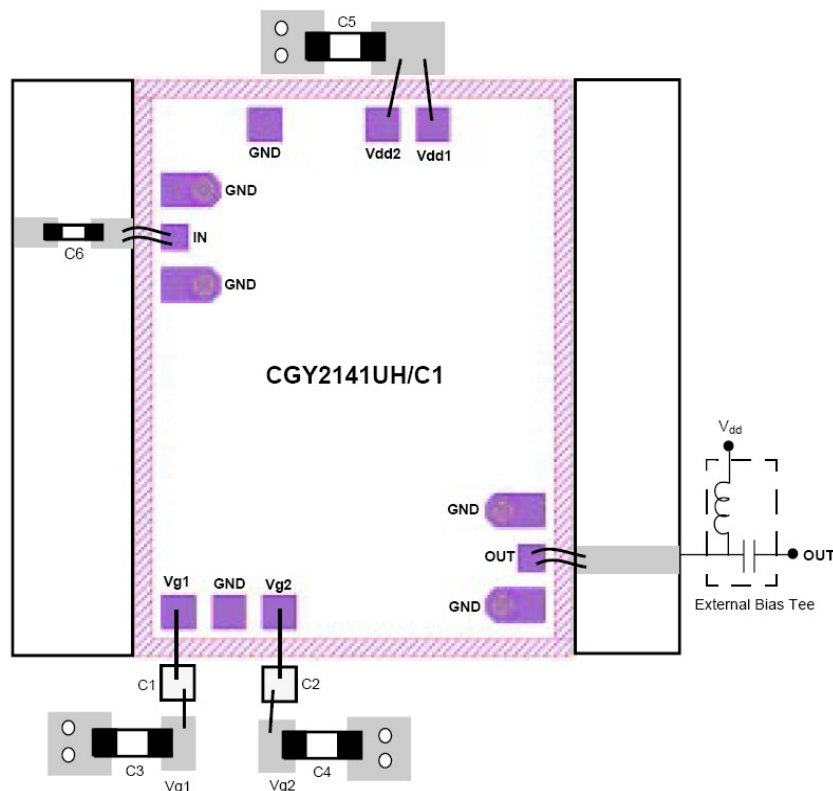 C5
GND
Vdd2
Vdd1
GND
IN
C6
GND
CGY2141UH/C1
Vdd
GND
OUT
OUT
Vg1
GND
Vg2
GND
External Bias Tee
C1
C2
C3
C4
Vg1
Vg2